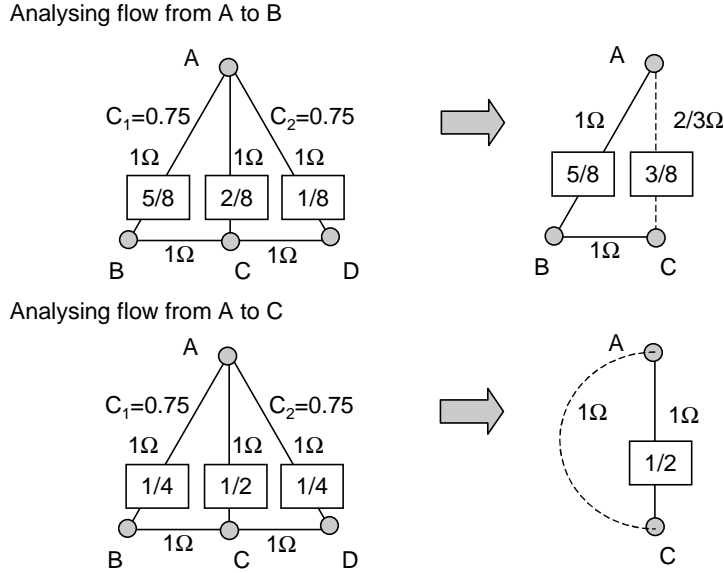 Analysing flow from A to B
A
C1=0.75 C2=0.75
1Ω 1Ω 1Ω
5/8 2/8 1/8
1Ω 1Ω
B C D
A
1Ω 2/3Ω
5/8 3/8
1Ω
B C
Analysing flow from A to C
A
C1=0.75 C2=0.75
1Ω 1Ω 1Ω
1/4 1/2 1/4
1Ω 1Ω
B C D
A
1Ω 1Ω
1/2
C